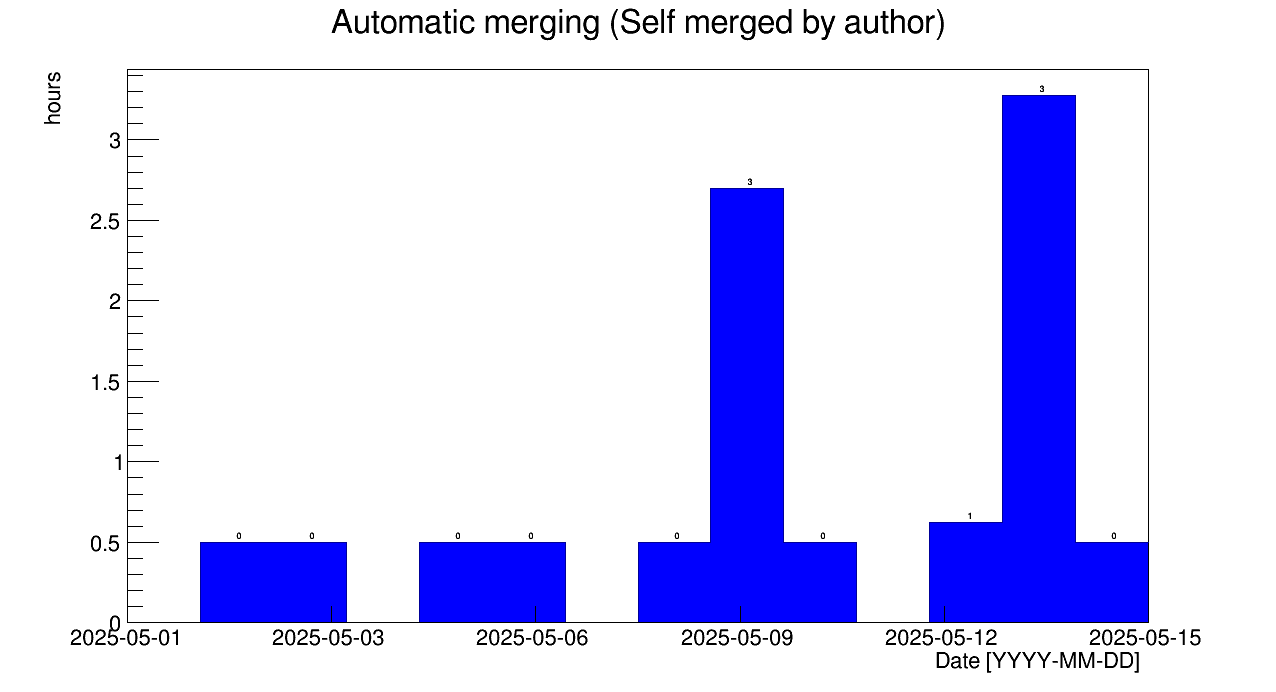 Automatic merging (Self merged by author)
hours
3
2.5
2
1.5
1
0.5
0
0 0 0 0 0 3 0 1 3 0
2025-05-01 2025-05-03 2025-05-06 2025-05-09 2025-05-12 2025-05-15
Date [YYYY-MM-DD]